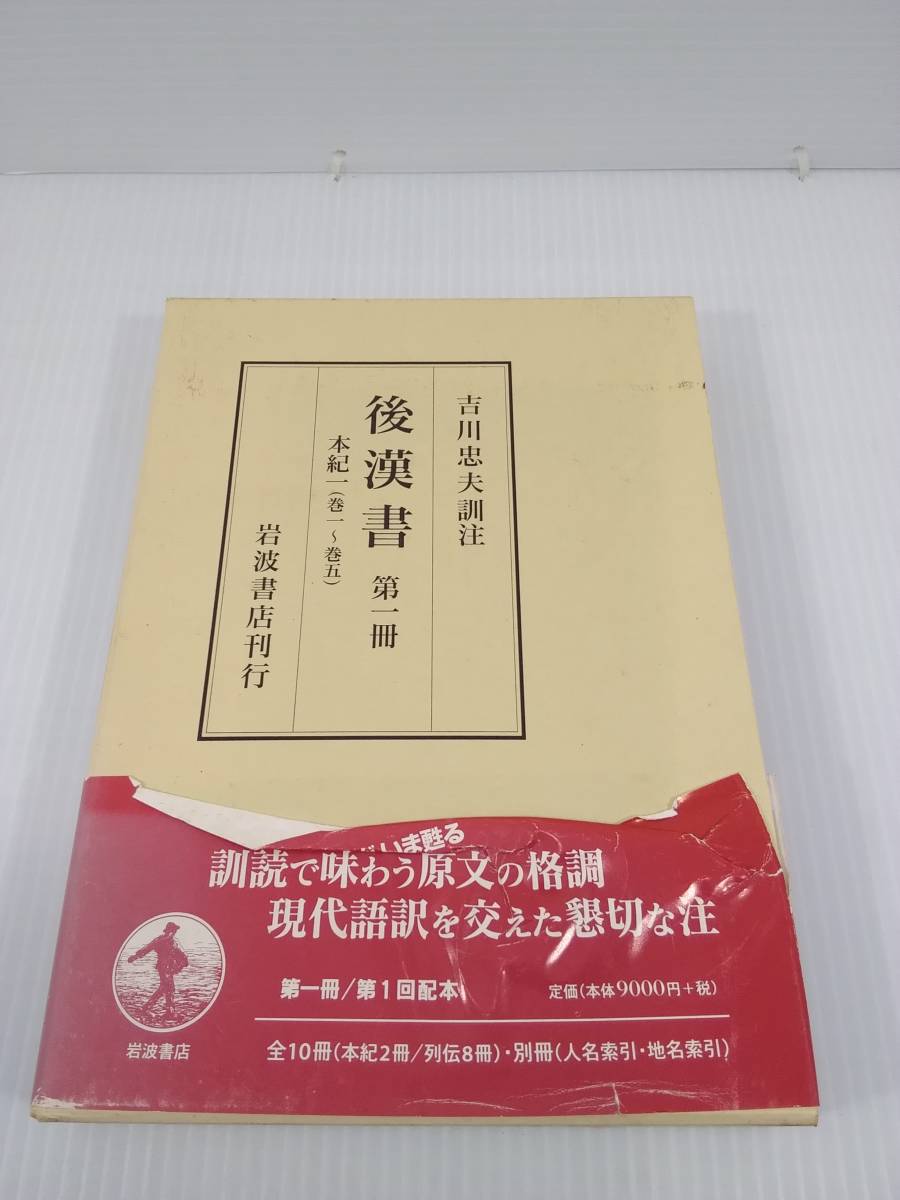 吉川忠夫訓注
後漢書 第一冊
本紀一(巻一〜巻五)
岩波書店刊行
いま甦る
訓読で味わう原文の格調
現代語訳を交えた懇切な注
第一冊/第1回配本
定価(本体9000円+税)
岩波書店
全10冊(本紀2冊/列伝8冊)・別冊(人名索引・地名索引)